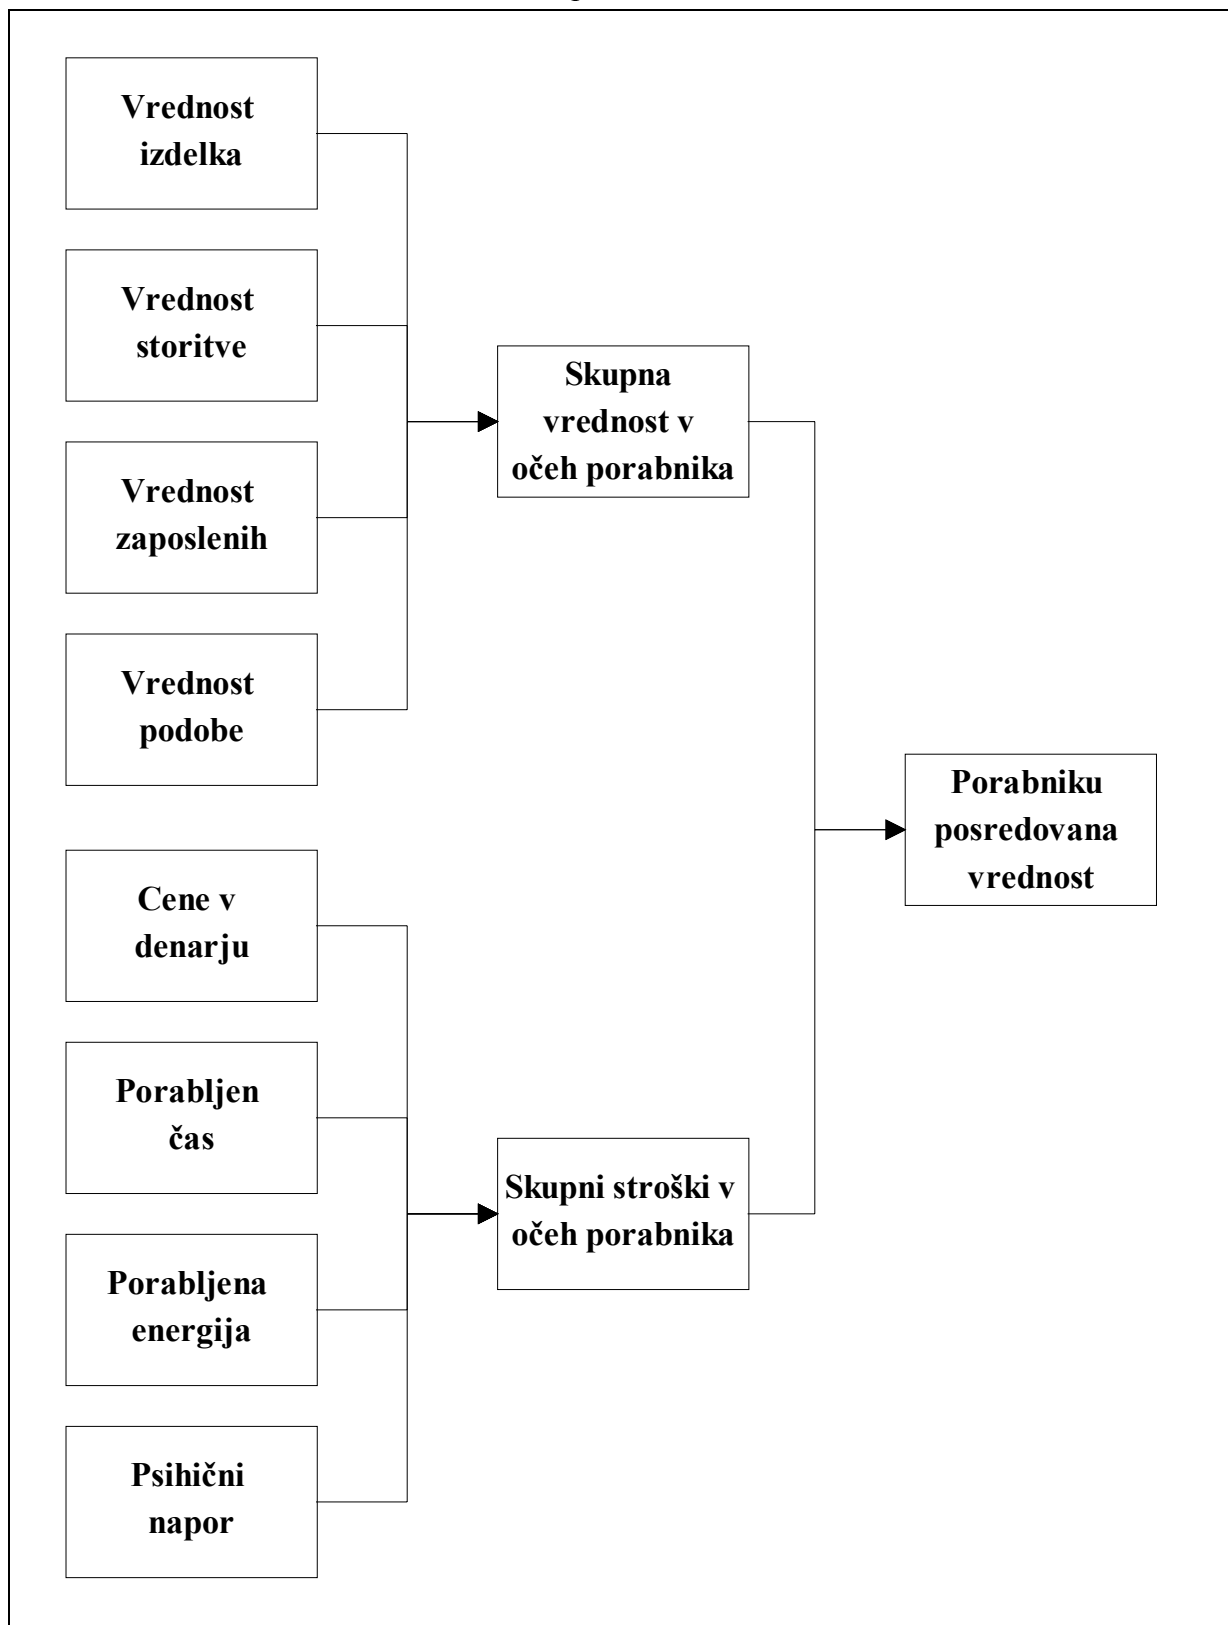 Vrednost
izdelka
Vrednost
storitve
Vrednost
zaposlenih
Vrednost
podobe
Skupna
vrednost v
očeh porabnika
Cene v
denarju
Porabljen
čas
Porabljena
energija
Psihični
napor
Skupni stroški v
očeh porabnika
Porabniku
posredovana
vrednost